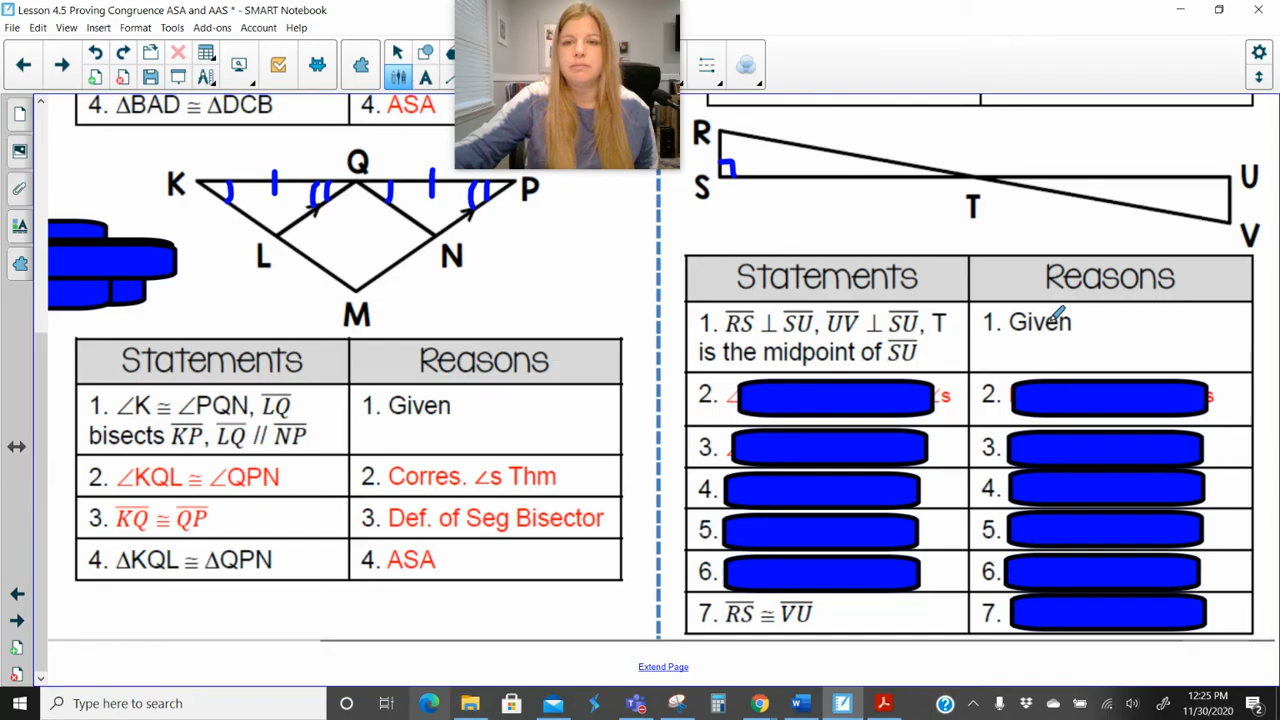 Lesson 4.5 Proving Congruence ASA and AAS * - SMART Notebook
File Edit View Insert Format Tools Add-ons Account Help
4. ∆BAD ≅ ∆DCB
4. ASA
K
Q
P
L
N
M
Statements
Reasons
1. ∠K ≅ ∠PQN, LQ
bisects KP, LQ // NP
1. Given
2. ∠KQL ≅ ∠QPN
2. Corres. ∠s Thm
3. KQ ≅ QP
3. Def. of Seg Bisector
4. ∆KQL ≅ ∆QPN
4. ASA
R
S
T
U
V
Statements
Reasons
1. RS ⊥ SU, UV ⊥ SU, T
is the midpoint of SU
1. Given
2. ∠ ∠s
2. s
3.
3.
4.
4.
5.
5.
6.
6.
7. RS ≅ VU
7.
Extend Page
Type here to search
12:25 PM
11/30/2020